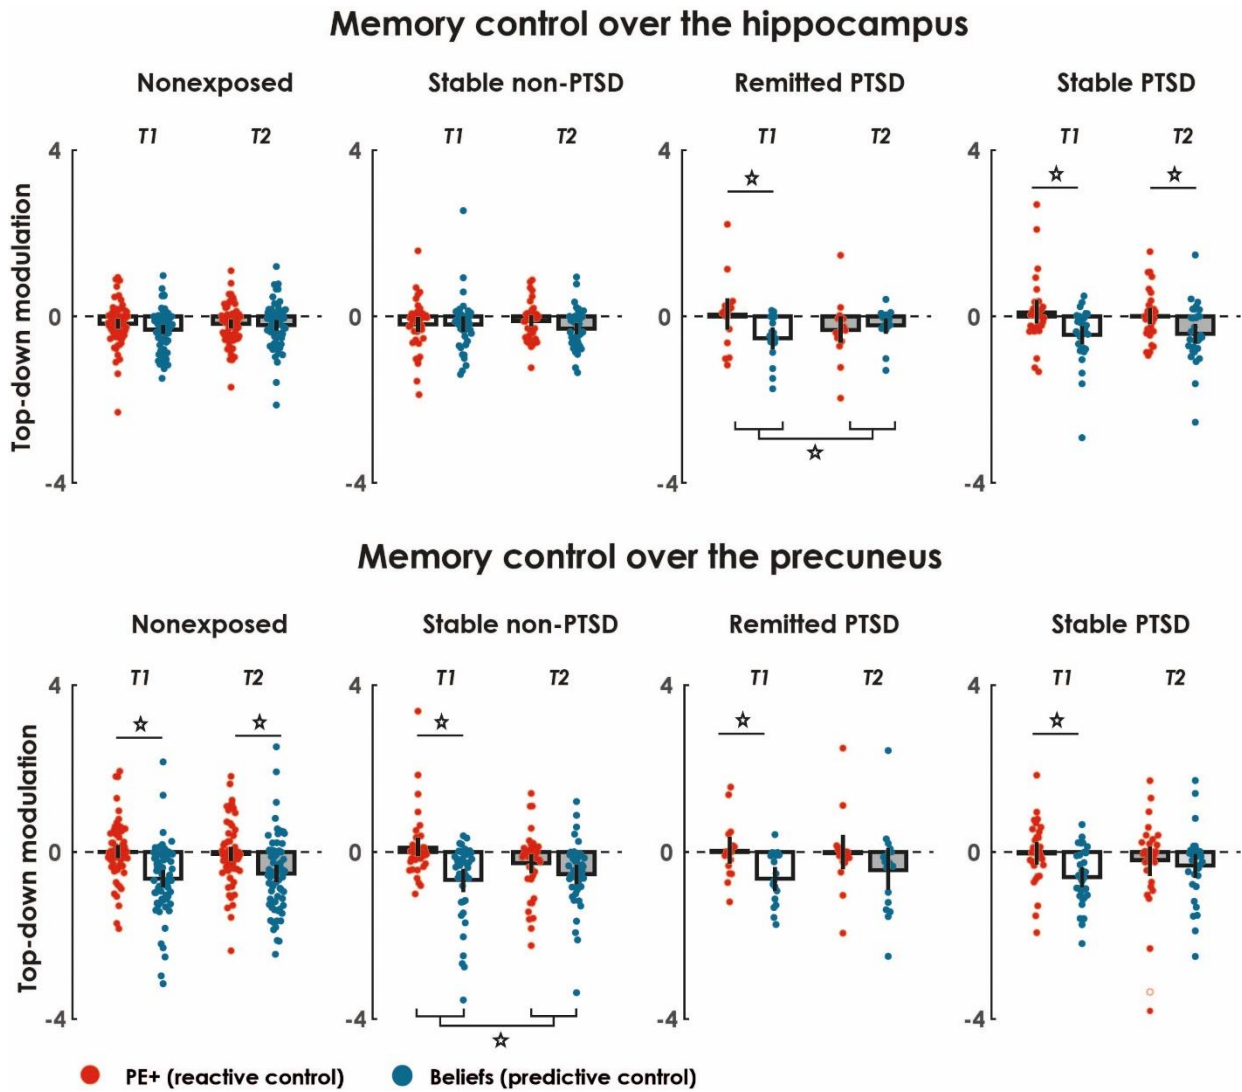 Memory control over the hippocampus
Nonexposed Stable non-PTSD Remitted PTSD Stable PTSD
T1 T2 T1 T2 T1 T2 T1 T2
4 4 4 4
Top-down modulation
0 0 0 0
-4 -4 -4 -4
Memory control over the precuneus
Nonexposed Stable non-PTSD Remitted PTSD Stable PTSD
T1 T2 T1 T2 T1 T2 T1 T2
4 4 4 4
Top-down modulation
0 0 0 0
-4 -4 -4 -4
PE+ (reactive control) Beliefs (predictive control)